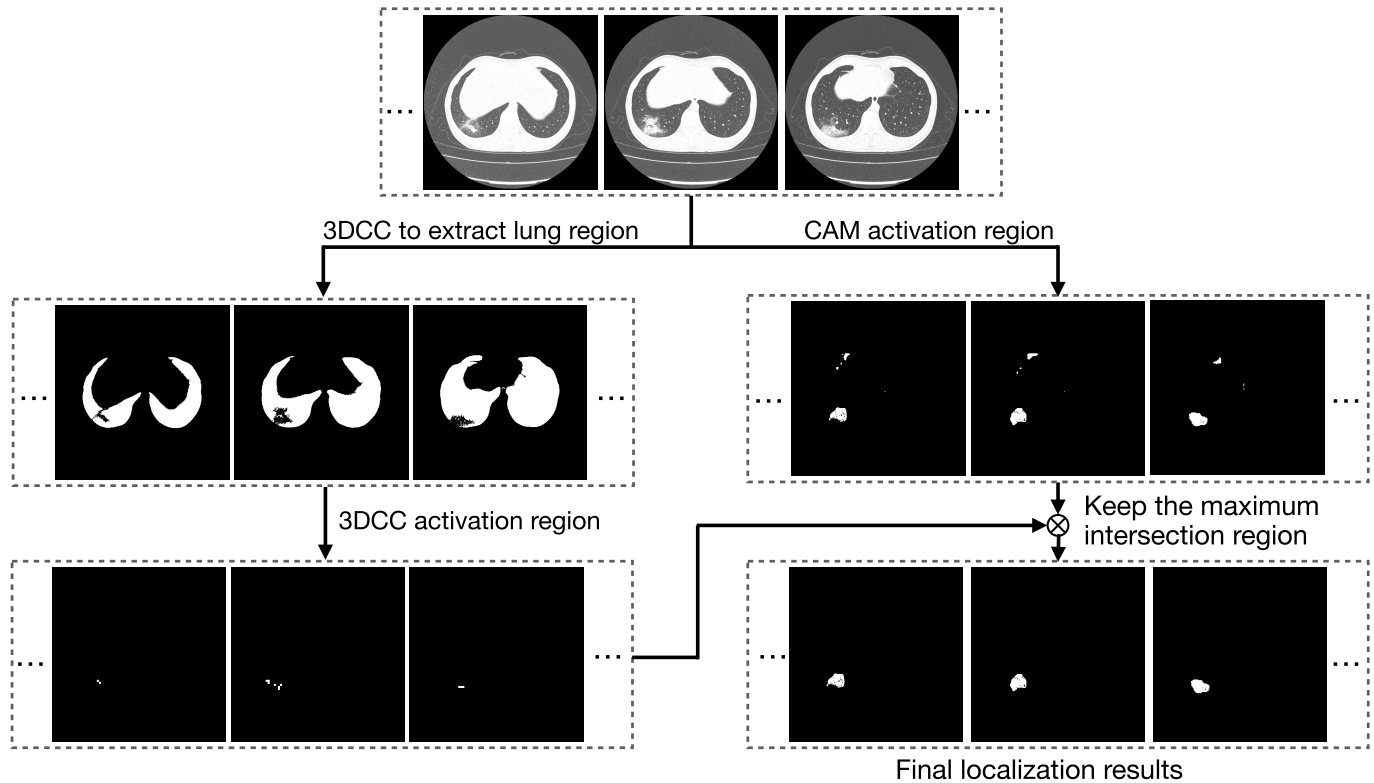 3DCC to extract lung region
CAM activation region
3DCC activation region
Keep the maximum
intersection region
Final localization results